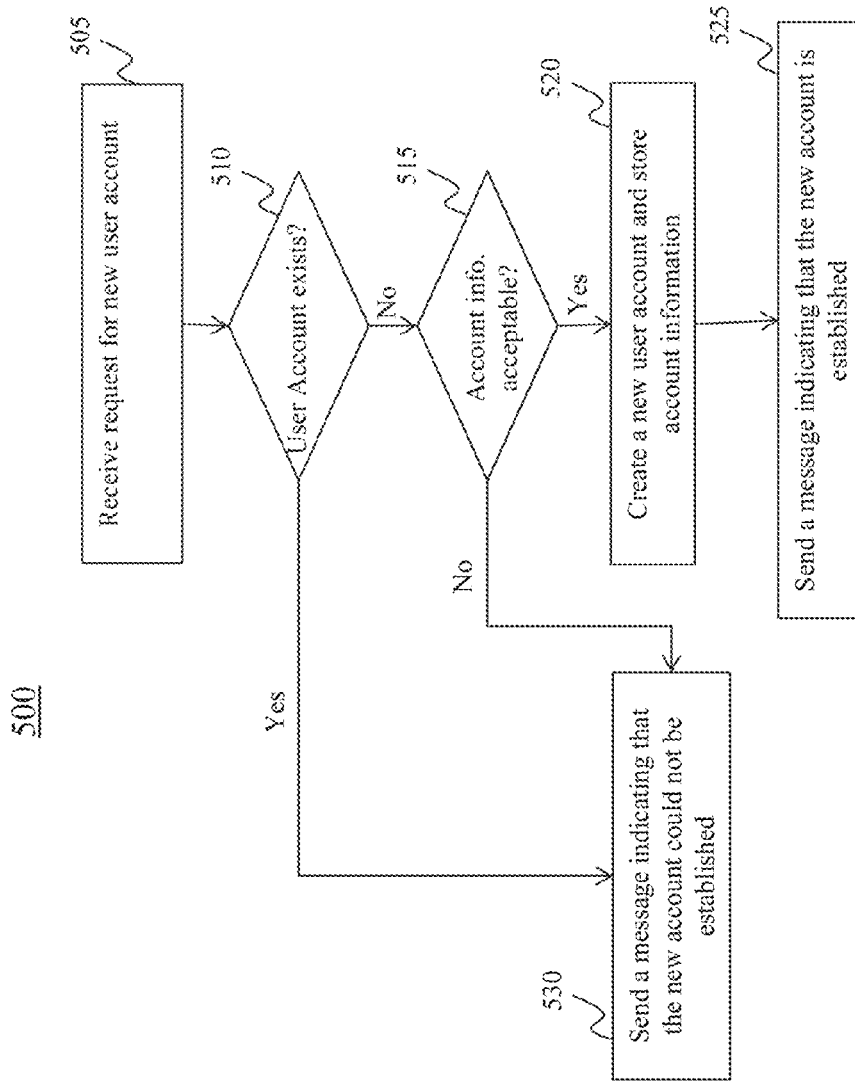 500
505
Receive request for new user account
510
User Account exists?
Yes
No
515
Account info.
acceptable?
No
Yes
520
Create a new user account and store
account information
525
Send a message indicating that the new account is
established
530
Send a message indicating that
the new account could not be
established